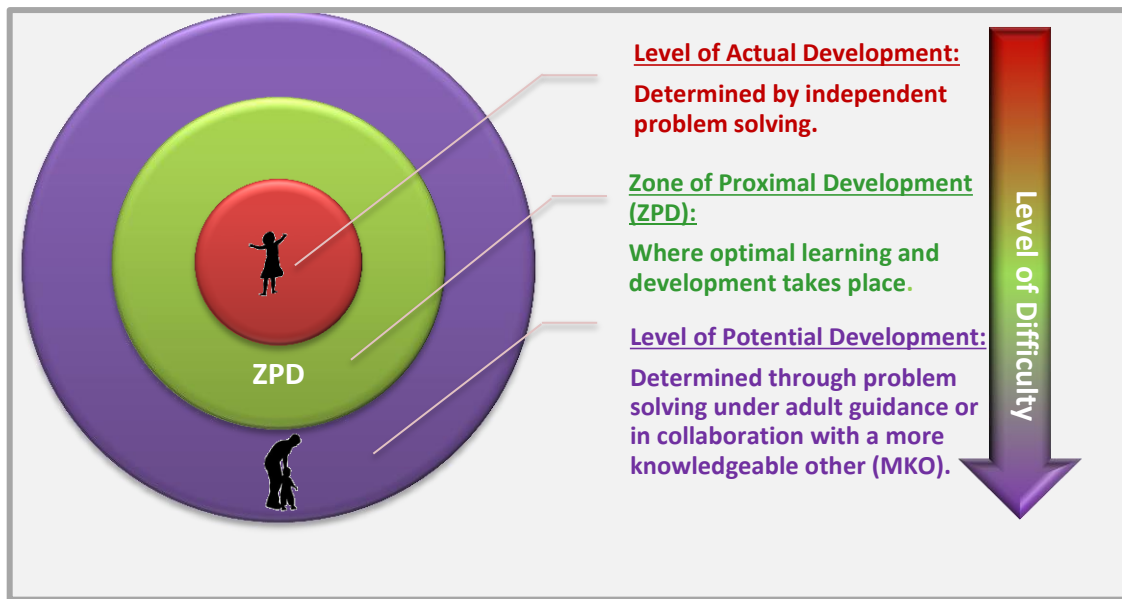 Level of Actual Development:
Determined by independent
problem solving.
Zone of Proximal Development
(ZPD):
Where optimal learning and
development takes place.
ZPD
Level of Potential Development:
Determined through problem
solving under adult guidance or
in collaboration with a more
knowledgeable other (MKO).
Level of Difficulty